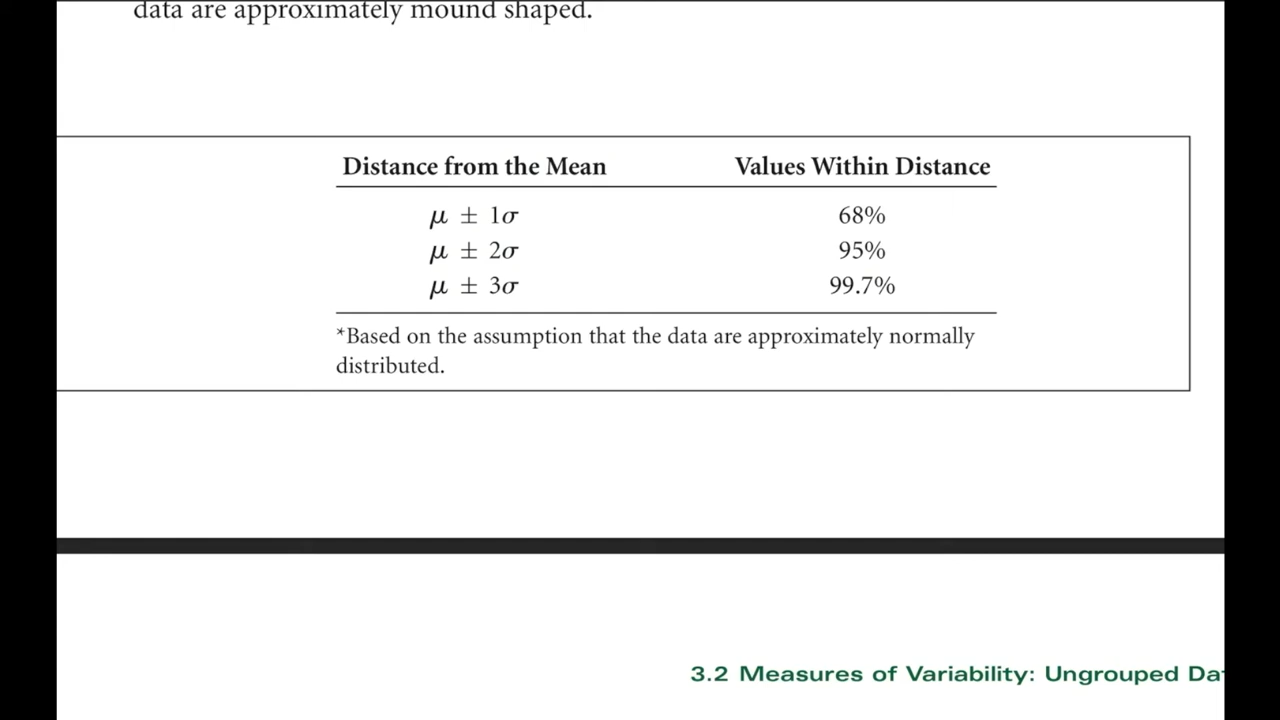 data are approximately mound shaped.
Distance from the Mean Values Within Distance
μ ± 1σ 68%
μ ± 2σ 95%
μ ± 3σ 99.7%
*Based on the assumption that the data are approximately normally
distributed.
3.2 Measures of Variability: Ungrouped Da